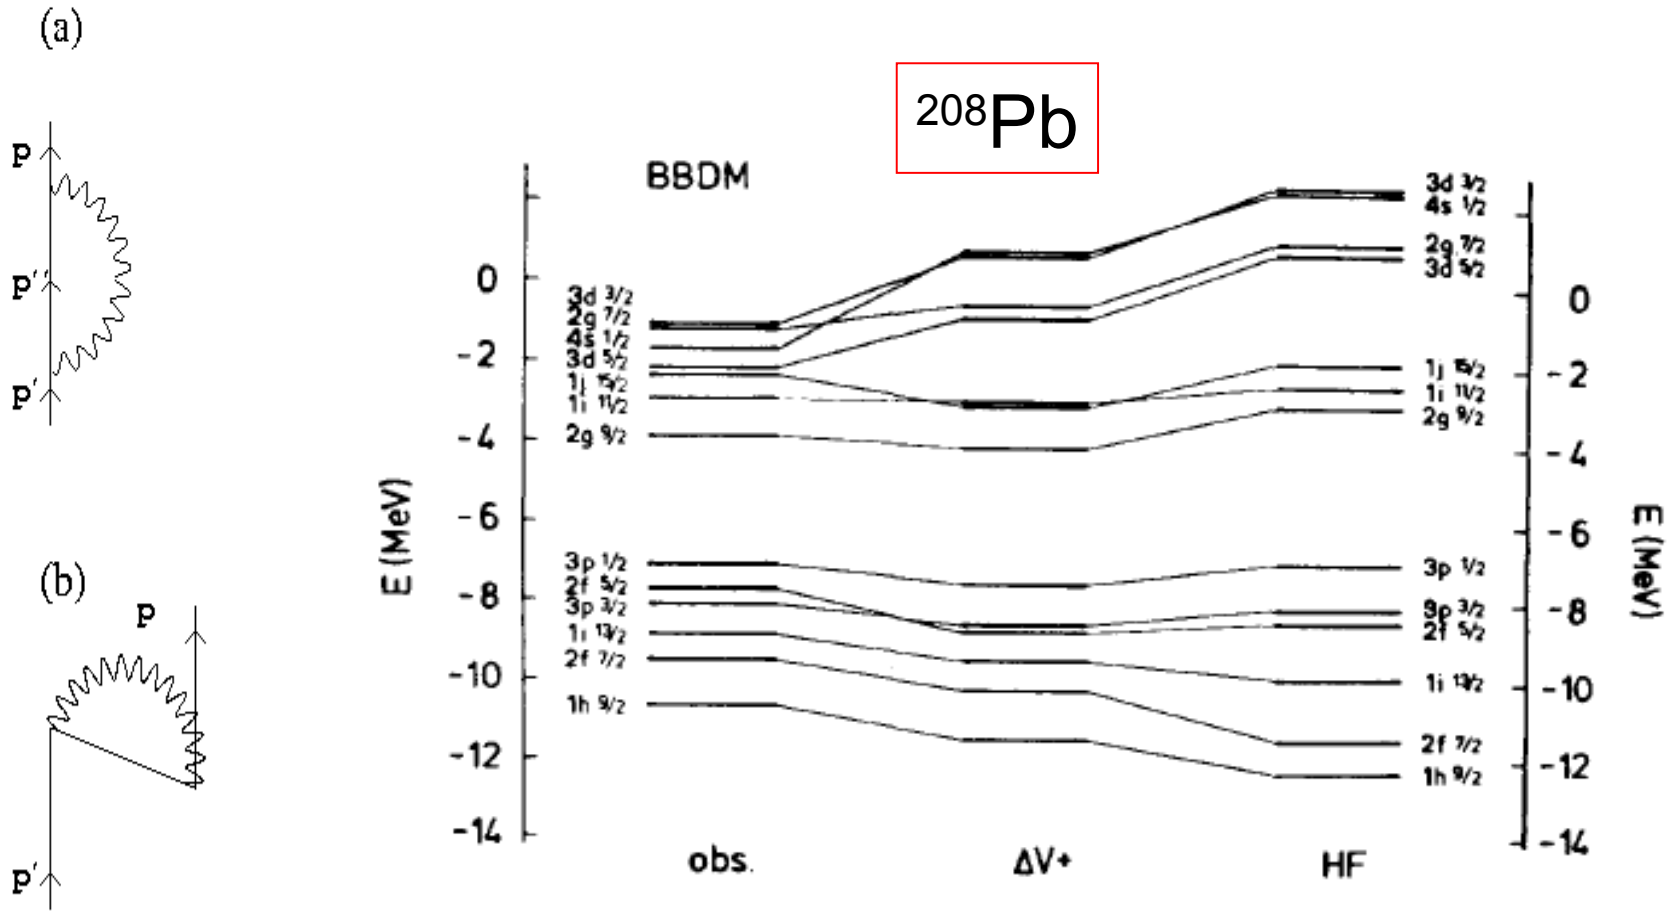 (a)
p
p''
p'
(b)
p
p'
²⁰⁸Pb
BBDM
E (MeV)
0
-2
-4
-6
-8
-10
-12
-14
3d 3/2
2g 7/2
4s 1/2
3d 5/2
1j 15/2
1i 11/2
2g 9/2
3p 1/2
2f 5/2
3p 3/2
1i 13/2
2f 7/2
1h 9/2
obs.
ΔV+
HF
3d 3/2
4s 1/2
2g 7/2
3d 5/2
1j 15/2
1i 11/2
2g 9/2
3p 1/2
3p 3/2
2f 5/2
1i 13/2
2f 7/2
1h 9/2
0
-2
-4
-6
-8
-10
-12
-14
E (MeV)